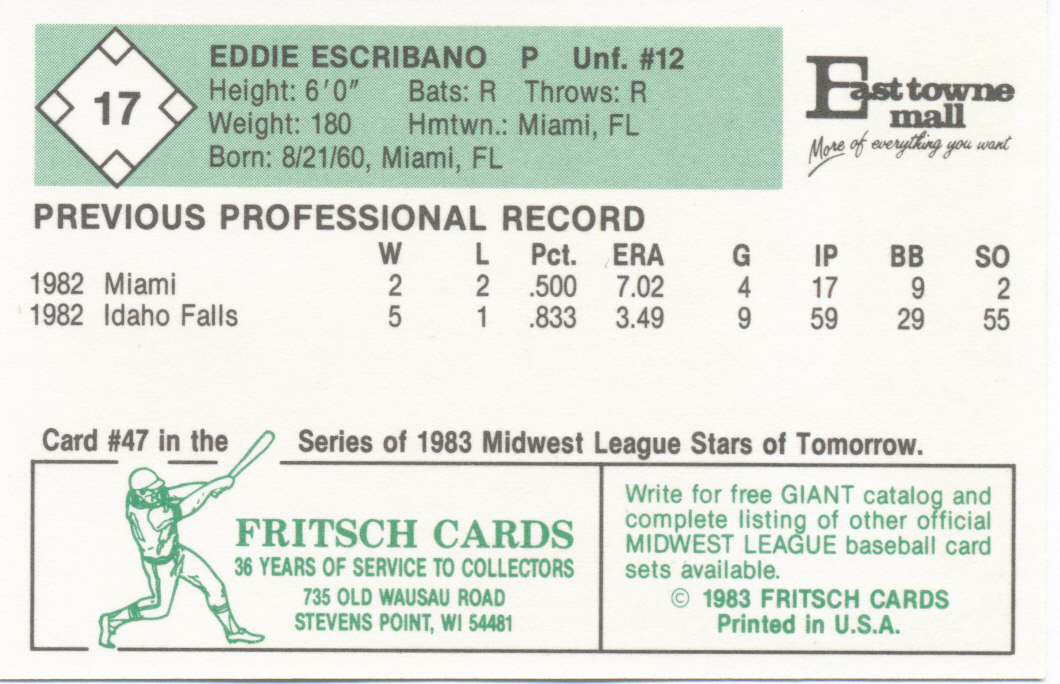 17
EDDIE ESCRIBANO P Unf. #12
Height: 6'0" Bats: R Throws: R
Weight: 180 Hmtwn.: Miami, FL
Born: 8/21/60, Miami, FL
East towne
mall
More of everything you want
PREVIOUS PROFESSIONAL RECORD
W L Pct. ERA G IP BB SO
1982 Miami 2 2 .500 7.02 4 17 9 2
1982 Idaho Falls 5 1 .833 3.49 9 59 29 55
Card #47 in the Series of 1983 Midwest League Stars of Tomorrow.
FRITSCH CARDS
36 YEARS OF SERVICE TO COLLECTORS
735 OLD WAUSAU ROAD
STEVENS POINT, WI 54481
Write for free GIANT catalog and
complete listing of other official
MIDWEST LEAGUE baseball card
sets available.
© 1983 FRITSCH CARDS
Printed in U.S.A.